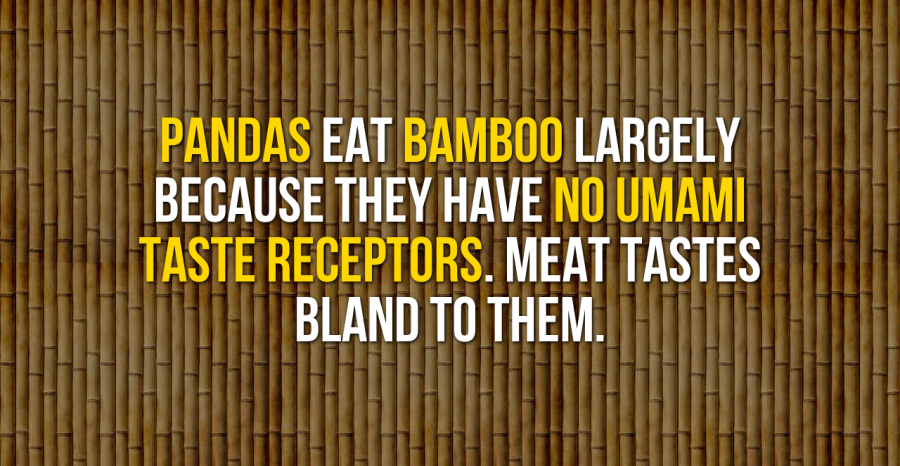 PANDAS EAT BAMBOO LARGELY
BECAUSE THEY HAVE NO UMAMI
TASTE RECEPTORS. MEAT TASTES
BLAND TO THEM.